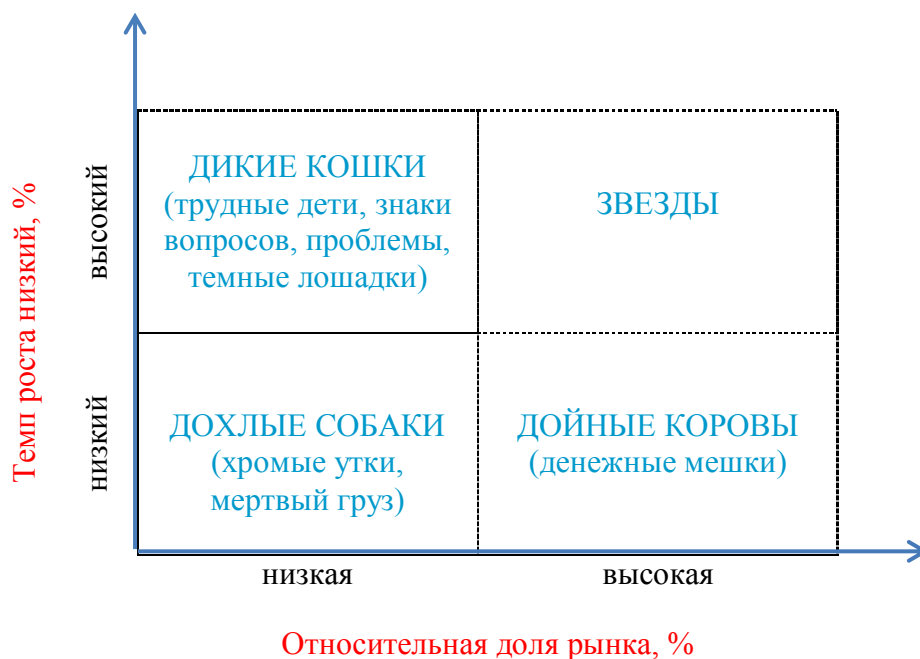 Темп роста низкий, %
высокий
низкий
ДИКИЕ КОШКИ
(трудные дети, знаки
вопросов, проблемы,
темные лошадки)
ЗВЕЗДЫ
ДОХЛЫЕ СОБАКИ
(хромые утки,
мертвый груз)
ДОЙНЫЕ КОРОВЫ
(денежные мешки)
низкая
высокая
Относительная доля рынка, %